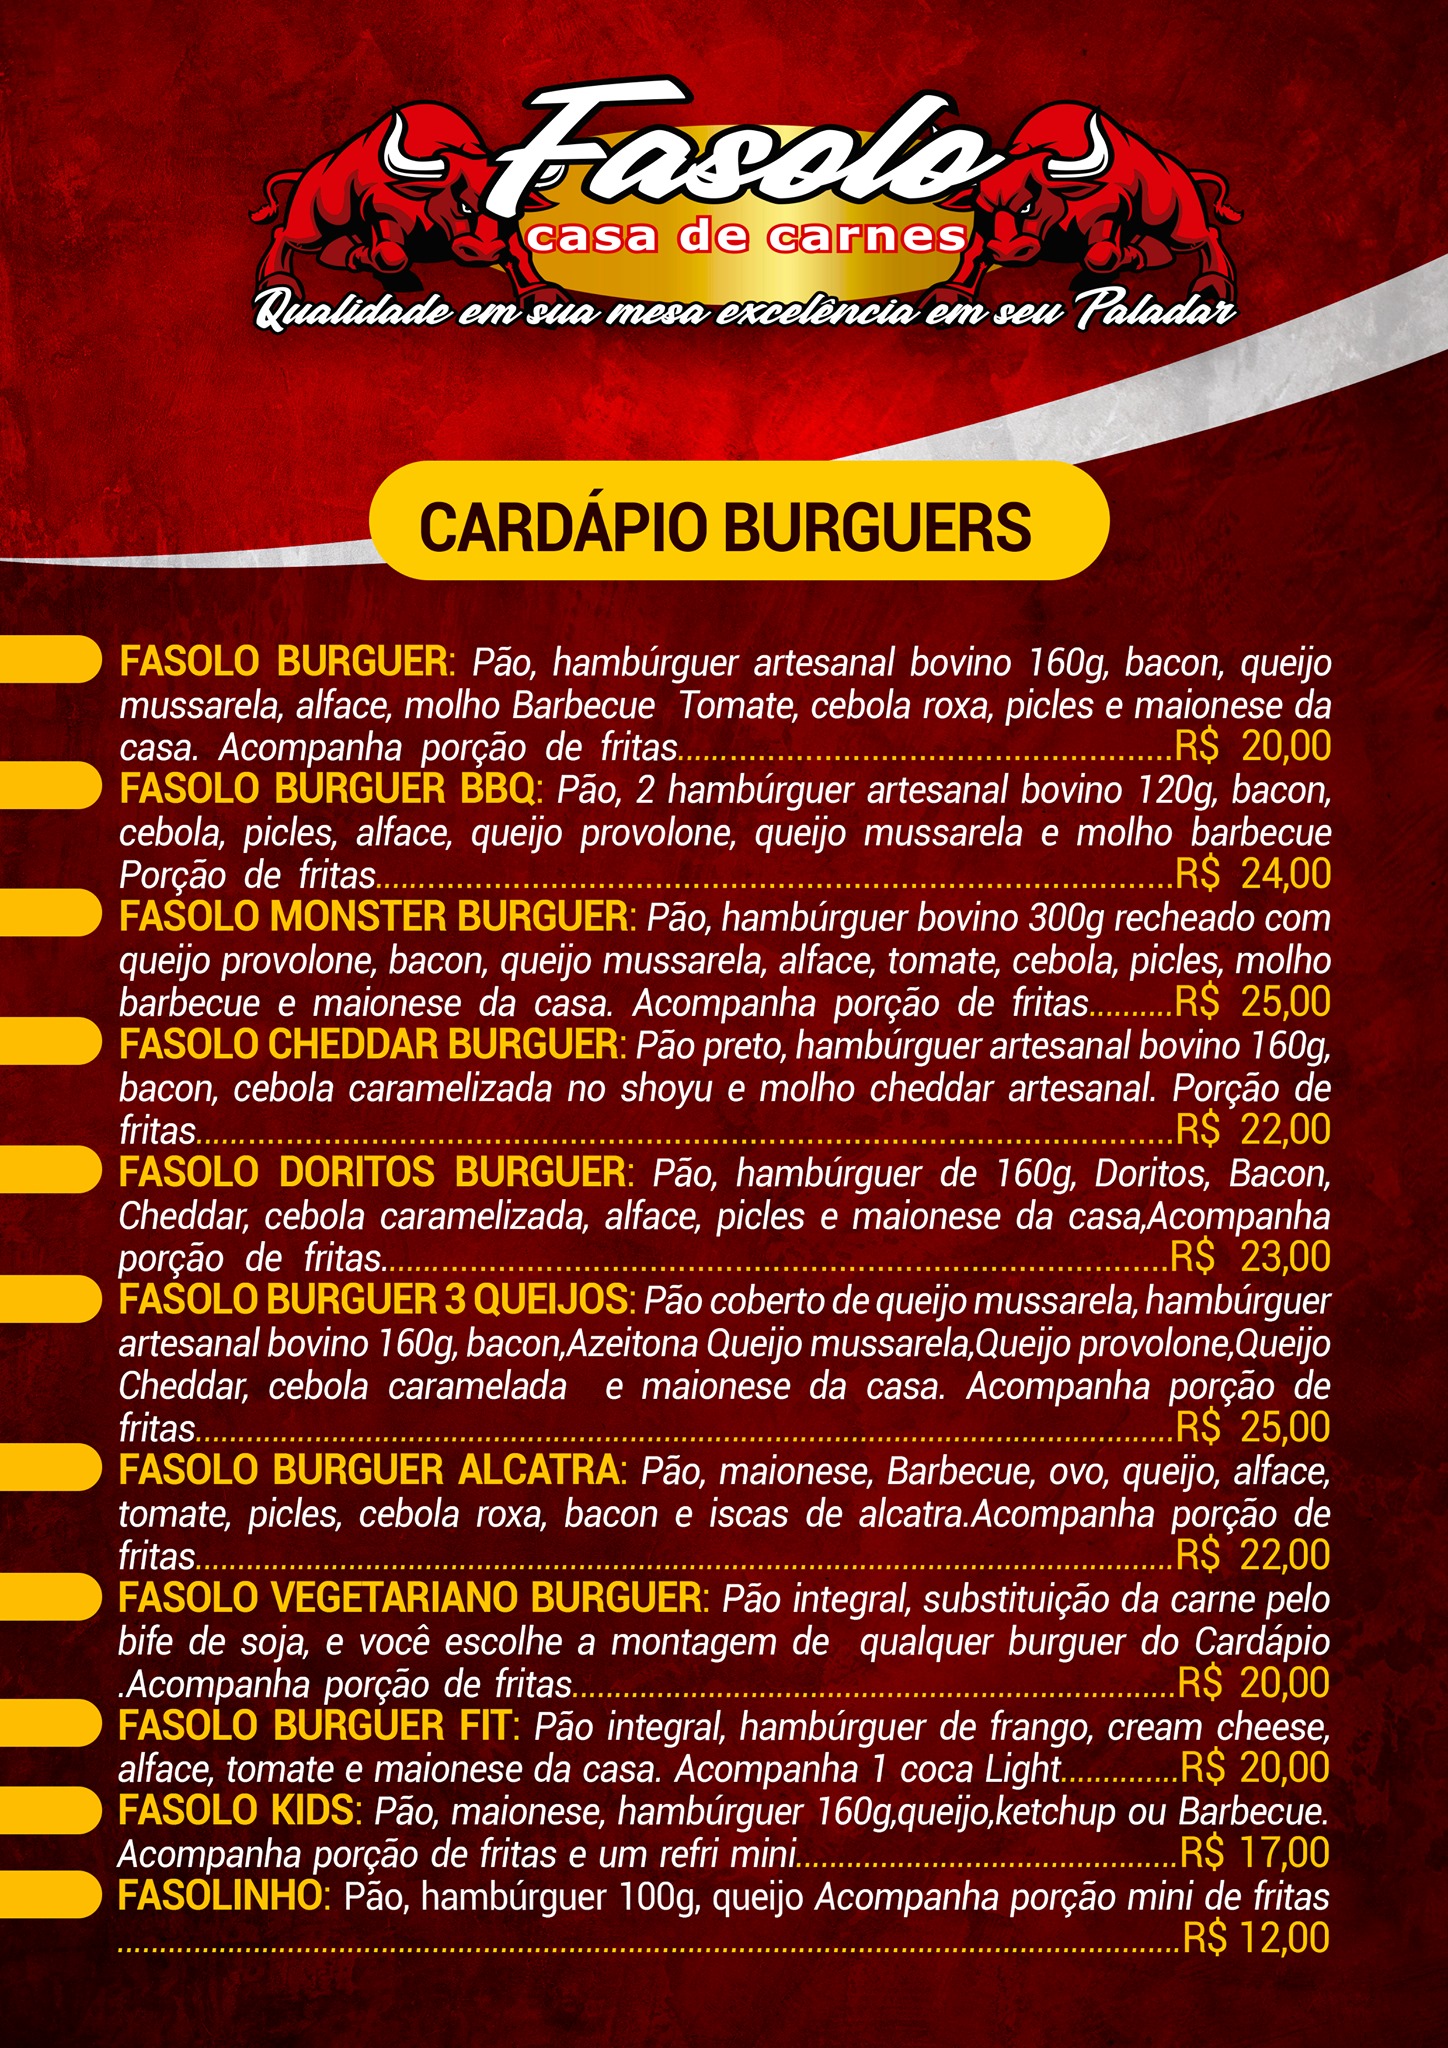 Fasolo
casa de carnes
Qualidade em sua mesa excelência em seu Paladar
CARDÁPIO BURGUERS
FASOLO BURGUER: Pão, hambúrguer artesanal bovino 160g, bacon, queijo
mussarela, alface, molho Barbecue Tomate, cebola roxa, picles e maionese da
casa. Acompanha porção de fritas..........................................................R$ 20,00
FASOLO BURGUER BBQ: Pão, 2 hambúrguer artesanal bovino 120g, bacon,
cebola, picles, alface, queijo provolone, queijo mussarela e molho barbecue
Porção de fritas..............................................................................................R$ 24,00
FASOLO MONSTER BURGUER: Pão, hambúrguer bovino 300g recheado com
queijo provolone, bacon, queijo mussarela, alface, tomate, cebola, picles, molho
barbecue e maionese da casa. Acompanha porção de fritas..........R$ 25,00
FASOLO CHEDDAR BURGUER: Pão preto, hambúrguer artesanal bovino 160g,
bacon, cebola caramelizada no shoyu e molho cheddar artesanal. Porção de
fritas...................................................................................................................R$ 22,00
FASOLO DORITOS BURGUER: Pão, hambúrguer de 160g, Doritos, Bacon,
Cheddar, cebola caramelizada, alface, picles e maionese da casa,Acompanha
porção de fritas.............................................................................................R$ 23,00
FASOLO BURGUER 3 QUEIJOS: Pão coberto de queijo mussarela, hambúrguer
artesanal bovino 160g, bacon,Azeitona Queijo mussarela,Queijo provolone,Queijo
Cheddar, cebola caramelada e maionese da casa. Acompanha porção de
fritas...................................................................................................................R$ 25,00
FASOLO BURGUER ALCATRA: Pão, maionese, Barbecue, ovo, queijo, alface,
tomate, picles, cebola roxa, bacon e iscas de alcatra.Acompanha porção de
fritas...................................................................................................................R$ 22,00
FASOLO VEGETARIANO BURGUER: Pão integral, substituição da carne pelo
bife de soja, e você escolhe a montagem de qualquer burguer do Cardápio
.Acompanha porção de fritas.......................................................................R$ 20,00
FASOLO BURGUER FIT: Pão integral, hambúrguer de frango, cream cheese,
alface, tomate e maionese da casa. Acompanha 1 coca Light..............R$ 20,00
FASOLO KIDS: Pão, maionese, hambúrguer 160g,queijo,ketchup ou Barbecue.
Acompanha porção de fritas e um refri mini.............................................R$ 17,00
FASOLINHO: Pão, hambúrguer 100g, queijo Acompanha porção mini de fritas
..............................................................................................................................R$ 12,00